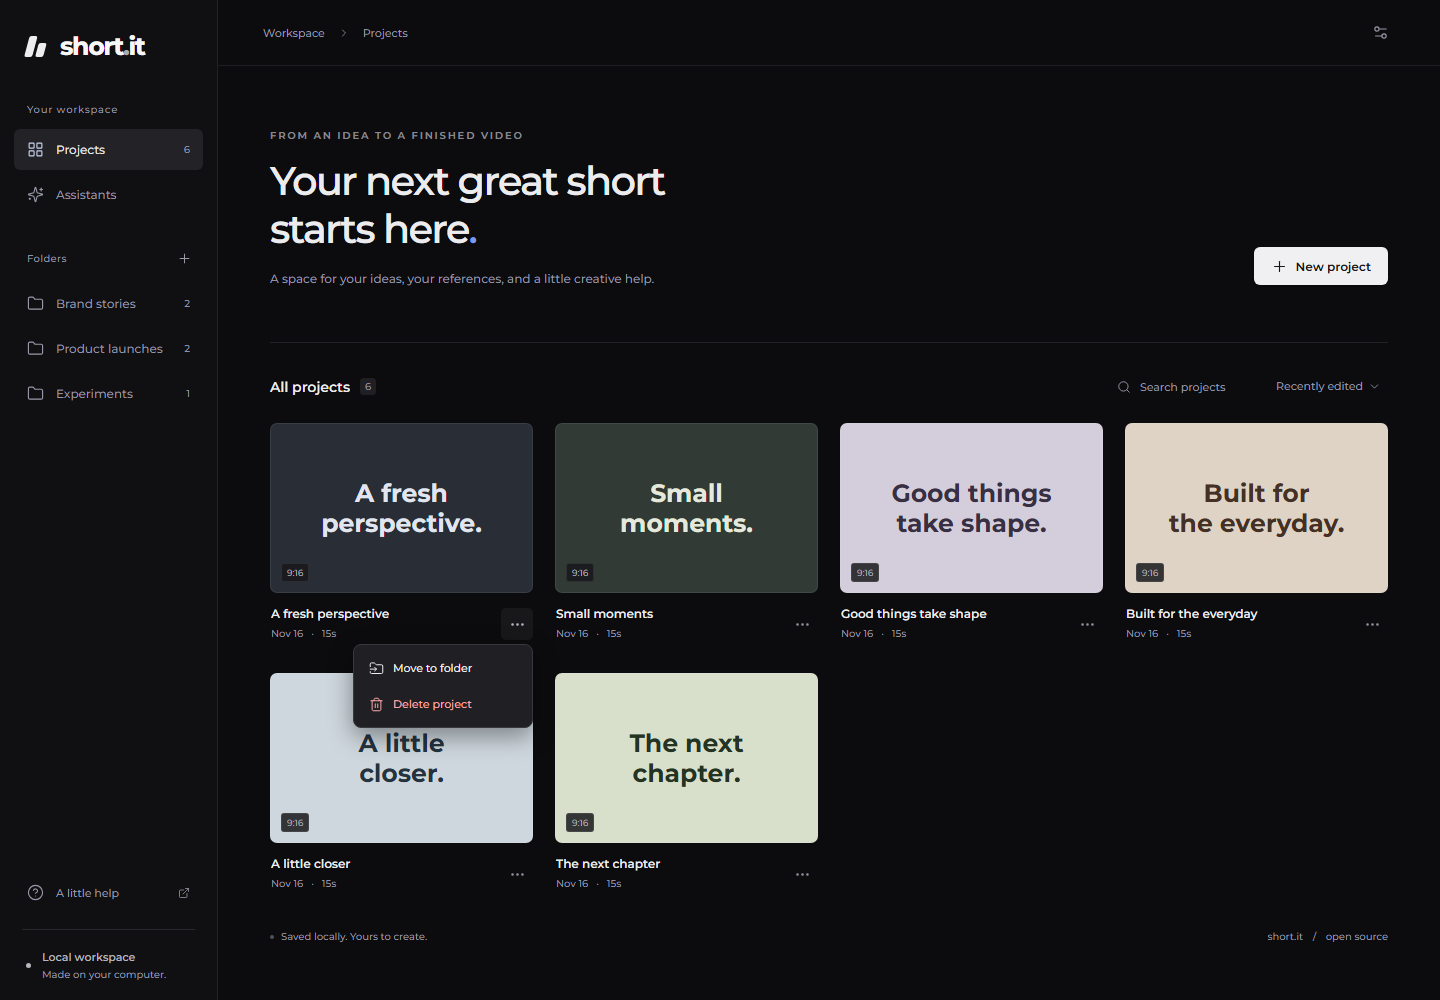 short.it
Workspace > Projects
Your workspace
Projects 6
Assistants
Folders +
Brand stories 2
Product launches 2
Experiments 1
A little help
Local workspace
Made on your computer.
FROM AN IDEA TO A FINISHED VIDEO
Your next great short
starts here.
A space for your ideas, your references, and a little creative help.
+ New project
All projects 6
Search projects
Recently edited
A fresh
perspective.
9:16
A fresh perspective
Nov 16 · 15s
Small
moments.
9:16
Small moments
Nov 16 · 15s
Good things
take shape.
9:16
Good things take shape
Nov 16 · 15s
Built for
the everyday.
9:16
Built for the everyday
Nov 16 · 15s
Move to folder
Delete project
A little
closer.
9:16
A little closer
Nov 16 · 15s
The next
chapter.
9:16
The next chapter
Nov 16 · 15s
Saved locally. Yours to create.
short.it / open source